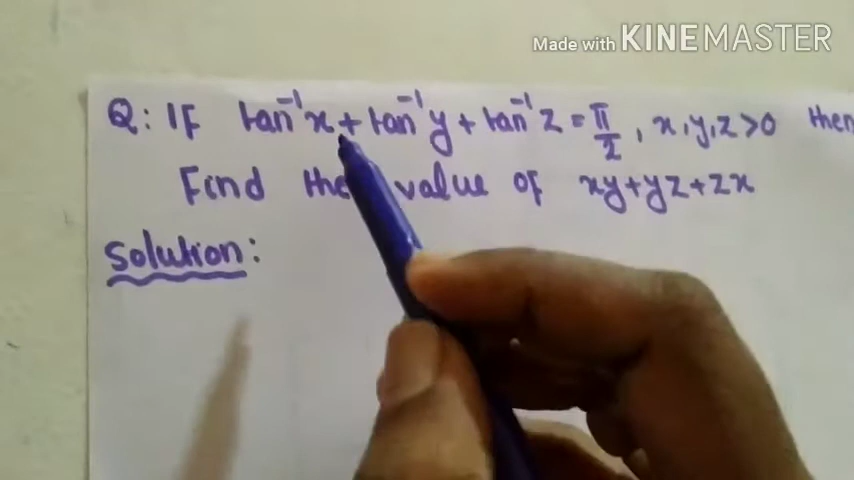 Made with KINEMASTER
Q: If tan⁻¹x + tan⁻¹y + tan⁻¹z = π/2, x,y,z>0 then
Find the value of xy+yz+zx
Solution: